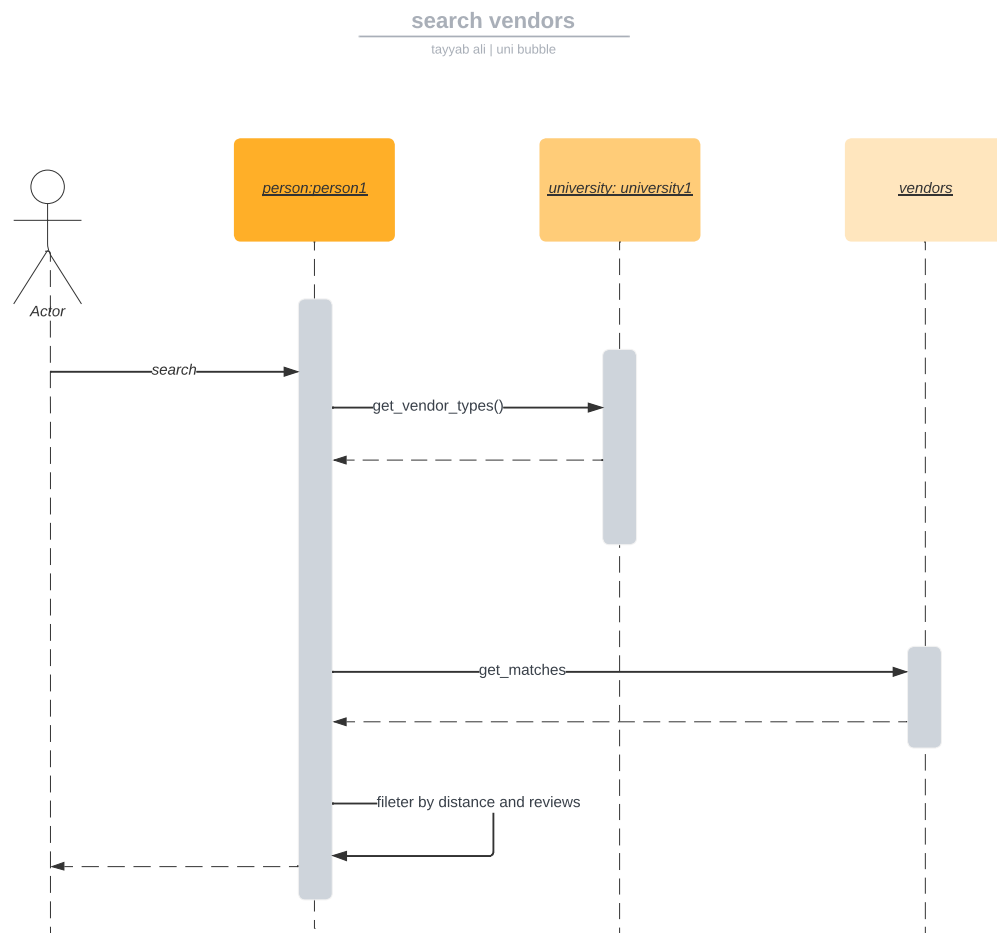 search vendors
tayyab ali | uni bubble
person:person1
university: university1
vendors
Actor
search
get_vendor_types()
get_matches
fileter by distance and reviews